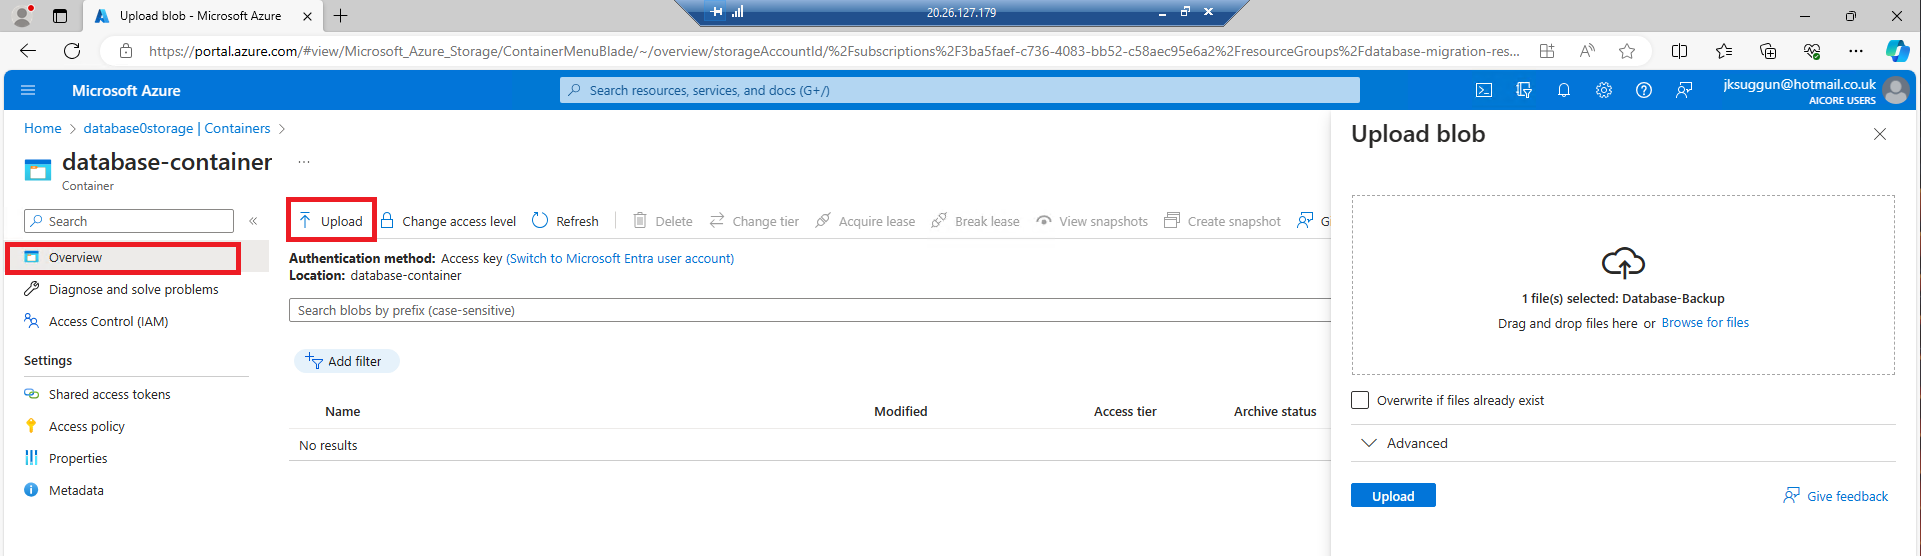 Upload blob - Microsoft Azure
20.26.127.179
https://portal.azure.com/#view/Microsoft_Azure_Storage/ContainerMenuBlade/~/overview/storageAccountId/%2Fsubscriptions%2F3ba5faef-c736-4083-bb52-c58aec95e6a2%2FresourceGroups%2Fdatabase-migration-res...
Microsoft Azure
Search resources, services, and docs (G+/)
jksuggun@hotmail.co.uk
AICORE USERS
Home > database0storage | Containers >
database-container ...
Container
Search
Overview
Diagnose and solve problems
Access Control (IAM)
Settings
Shared access tokens
Access policy
Properties
Metadata
Upload Change access level Refresh Delete Change tier Acquire lease Break lease View snapshots Create snapshot G
Authentication method: Access key (Switch to Microsoft Entra user account)
Location: database-container
Search blobs by prefix (case-sensitive)
Add filter
Name Modified Access tier Archive status
No results
Upload blob
1 file(s) selected: Database-Backup
Drag and drop files here or Browse for files
Overwrite if files already exist
Advanced
Upload
Give feedback